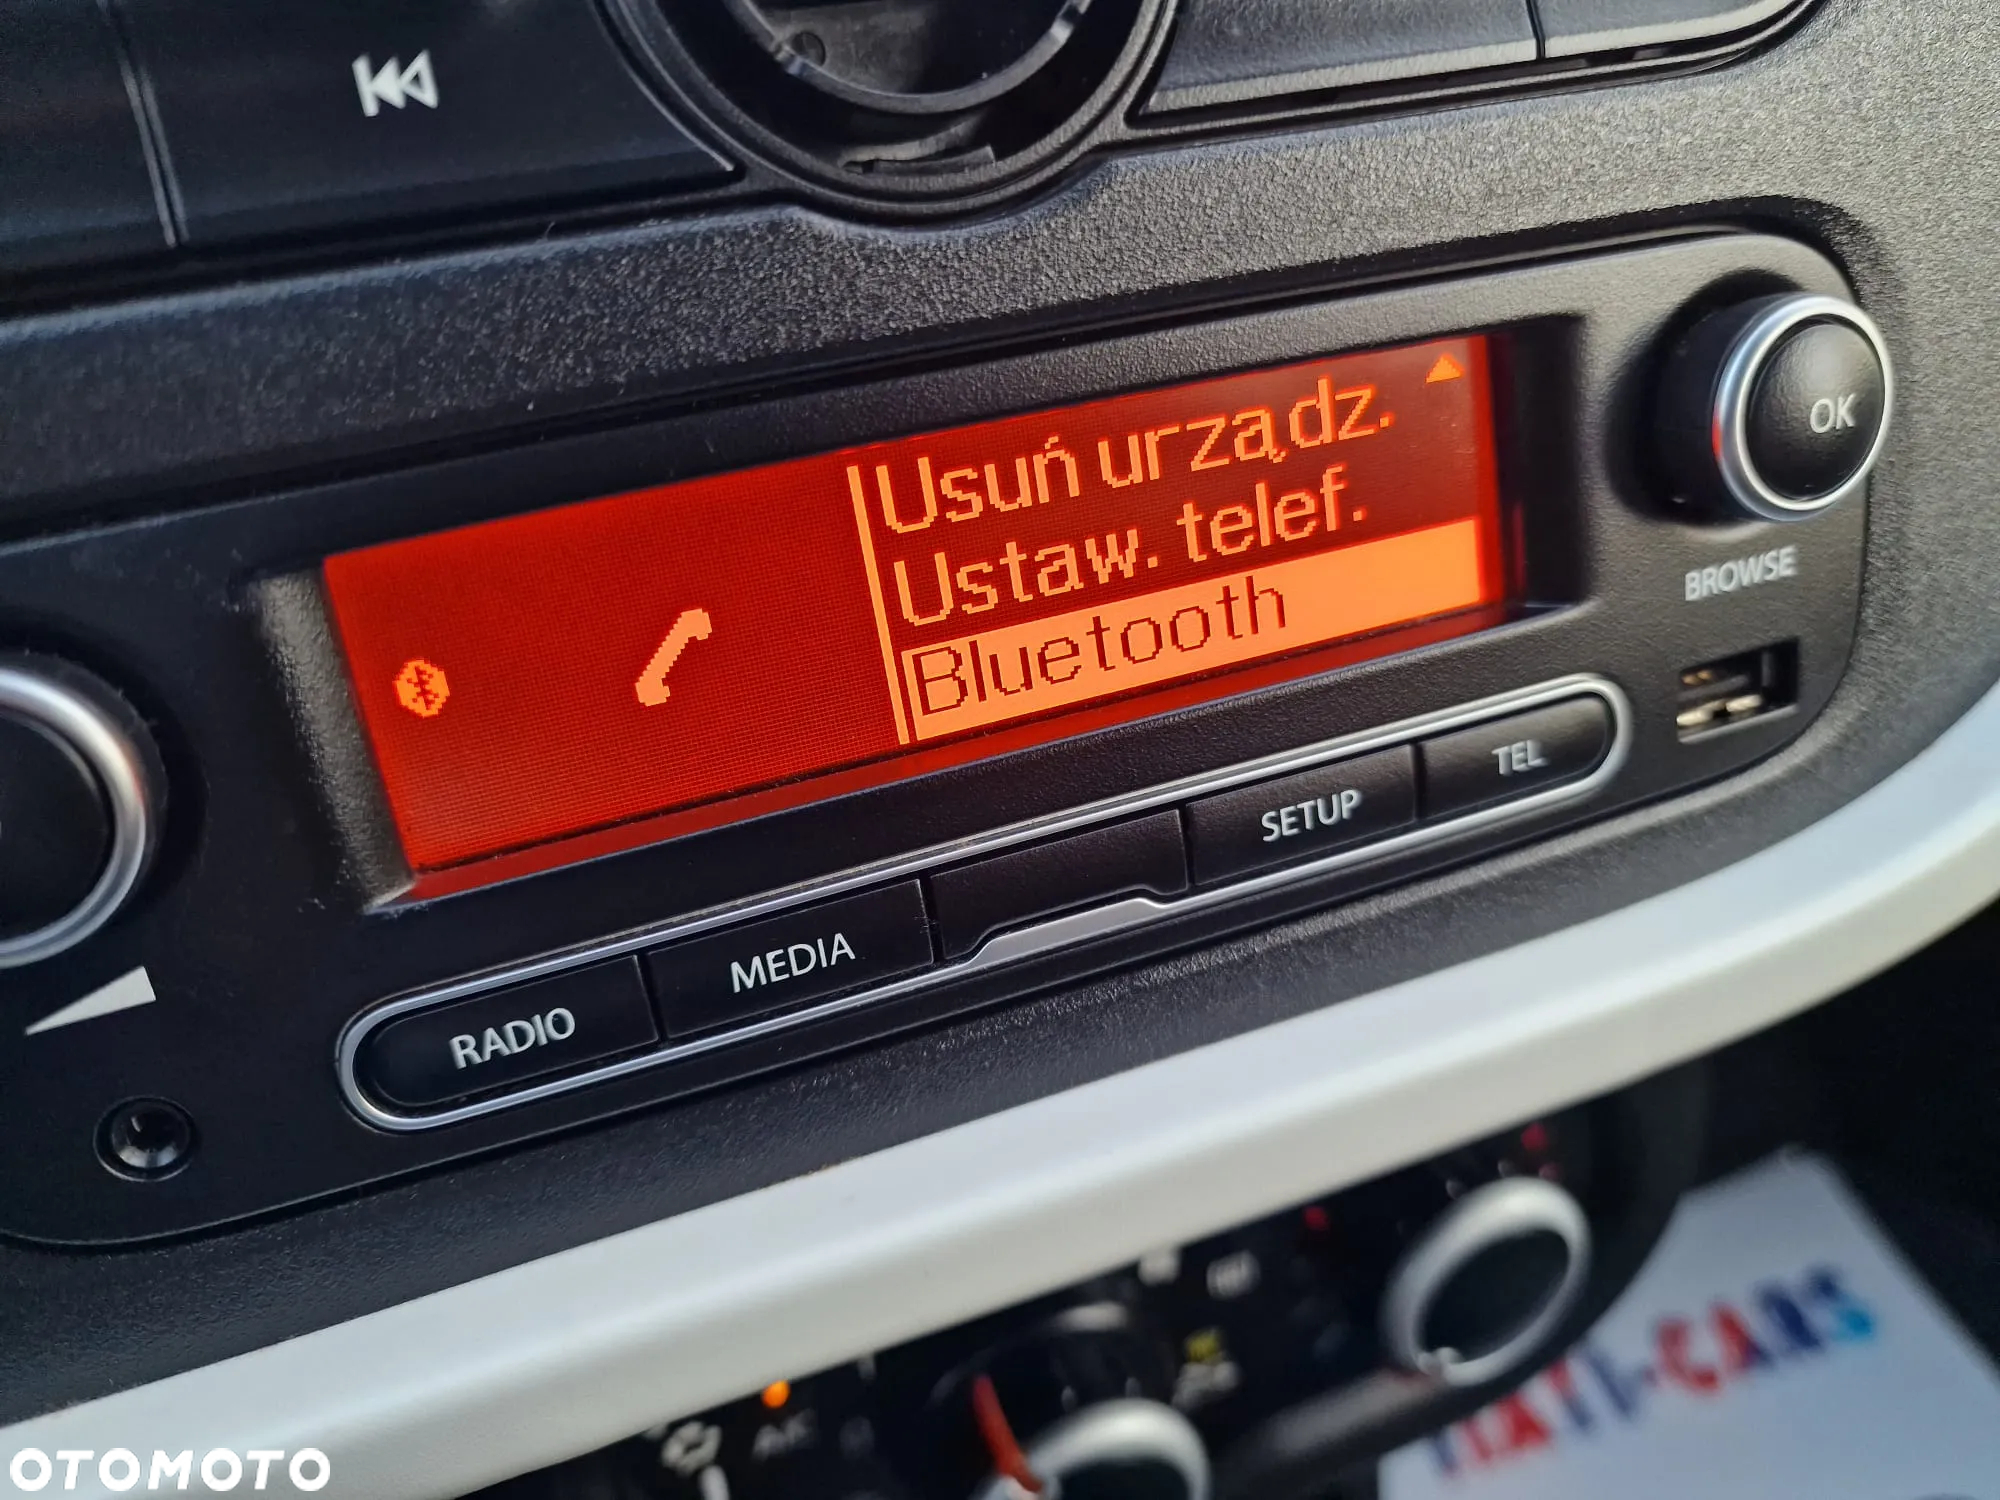 OK
Usuń urządz.
Ustaw. telef.
Bluetooth
BROWSE
TEL
SETUP
MEDIA
RADIO
OTOMOTO